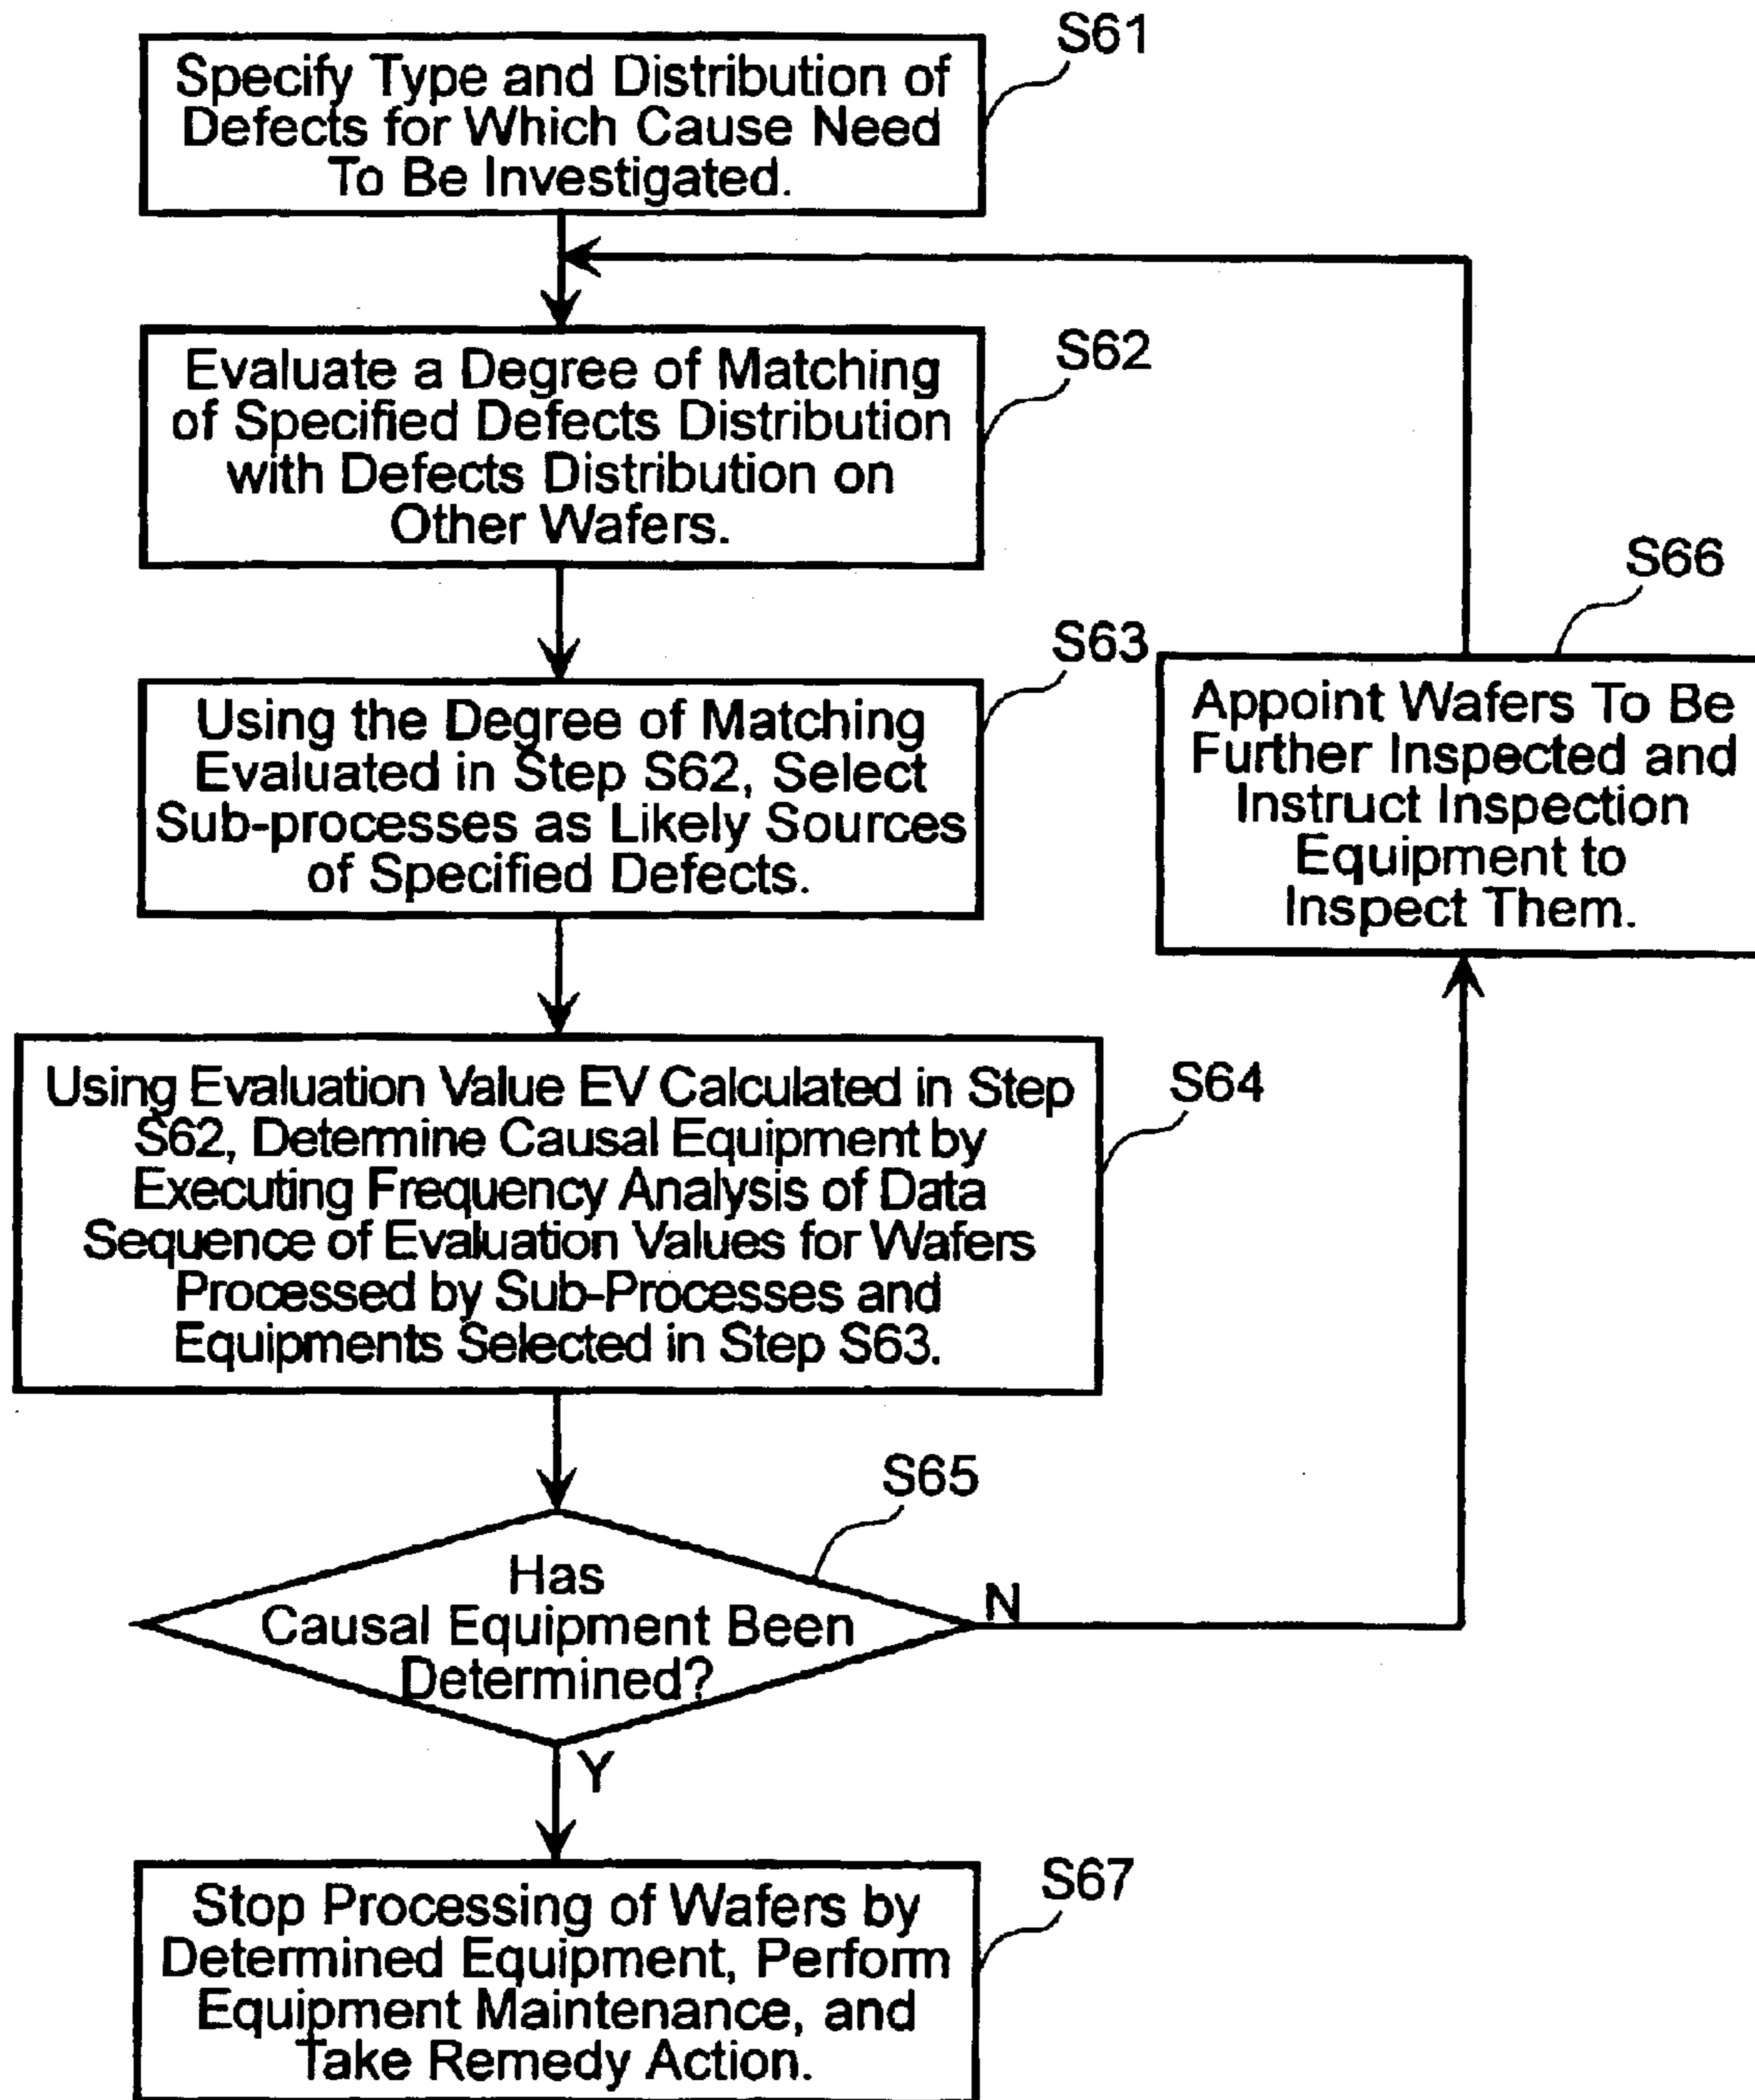 S61
Specify Type and Distribution of
Defects for Which Cause Need
To Be Investigated.
S62
Evaluate a Degree of Matching
of Specified Defects Distribution
with Defects Distribution on
Other Wafers.
S63
Using the Degree of Matching
Evaluated in Step S62, Select
Sub-processes as Likely Sources
of Specified Defects.
S66
Appoint Wafers To Be
Further Inspected and
Instruct Inspection
Equipment to
Inspect Them.
S64
Using Evaluation Value EV Calculated in Step
S62, Determine Causal Equipment by
Executing Frequency Analysis of Data
Sequence of Evaluation Values for Wafers
Processed by Sub-Processes and
Equipments Selected in Step S63.
S65
Has
Causal Equipment Been
Determined?
N
Y
S67
Stop Processing of Wafers by
Determined Equipment, Perform
Equipment Maintenance, and
Take Remedy Action.